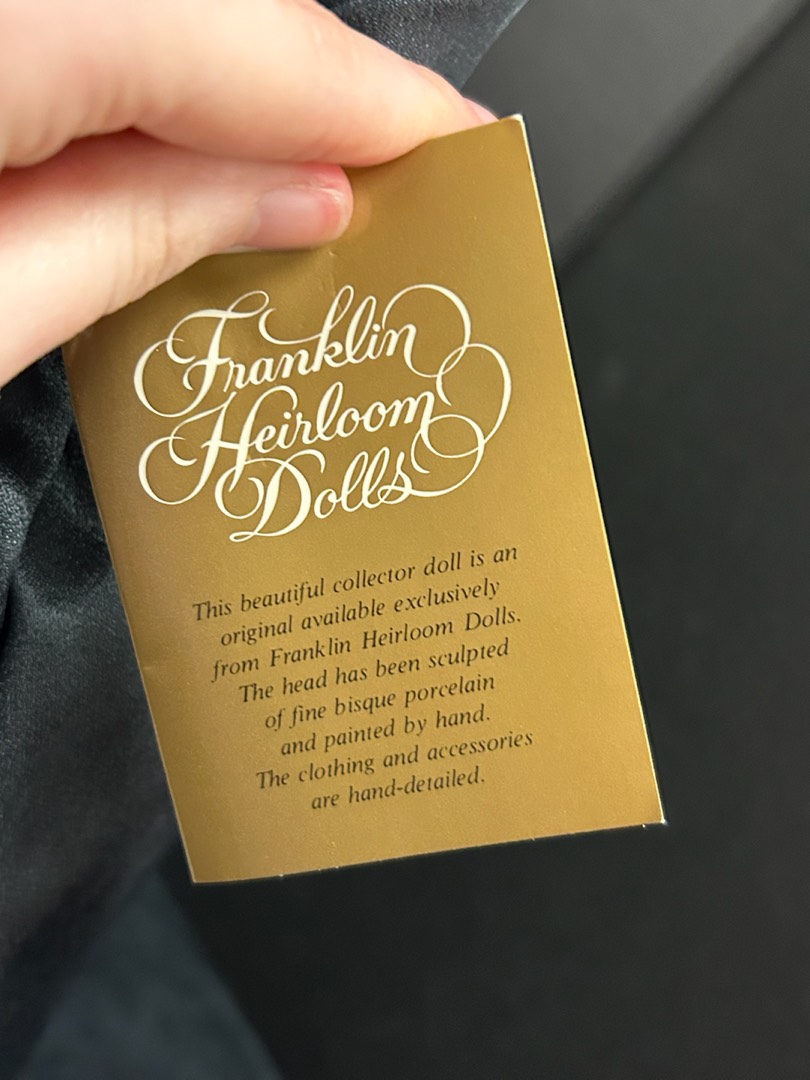 Franklin
Heirloom
Dolls
This beautiful collector doll is an
original available exclusively
from Franklin Heirloom Dolls.
The head has been sculpted
of fine bisque porcelain
and painted by hand.
The clothing and accessories
are hand-detailed.